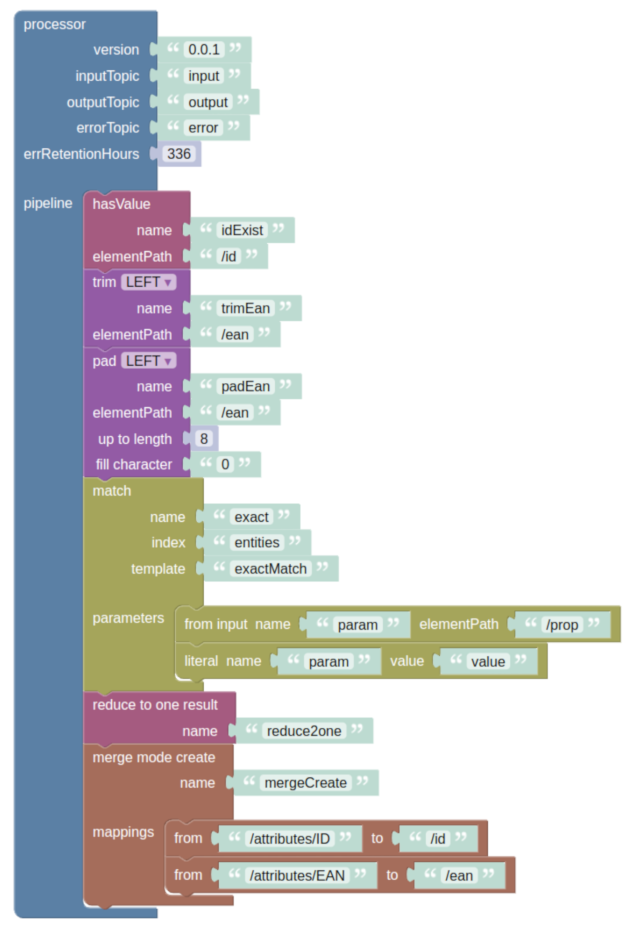 processor
version “ 0.0.1 ”
inputTopic “ input ”
outputTopic “ output ”
errorTopic “ error ”
errRetentionHours 336
pipeline hasValue
name “ idExist ”
elementPath “ /id ”
trim LEFT ▾
name “ trimEan ”
elementPath “ /ean ”
pad LEFT ▾
name “ padEan ”
elementPath “ /ean ”
up to length 8
fill character “ 0 ”
match
name “ exact ”
index “ entities ”
template “ exactMatch ”
parameters from input name “ param ” elementPath “ /prop ”
literal name “ param ” value “ value ”
reduce to one result
name “ reduce2one ”
merge mode create
name “ mergeCreate ”
mappings from “ /attributes/ID ” to “ /id ”
from “ /attributes/EAN ” to “ /ean ”